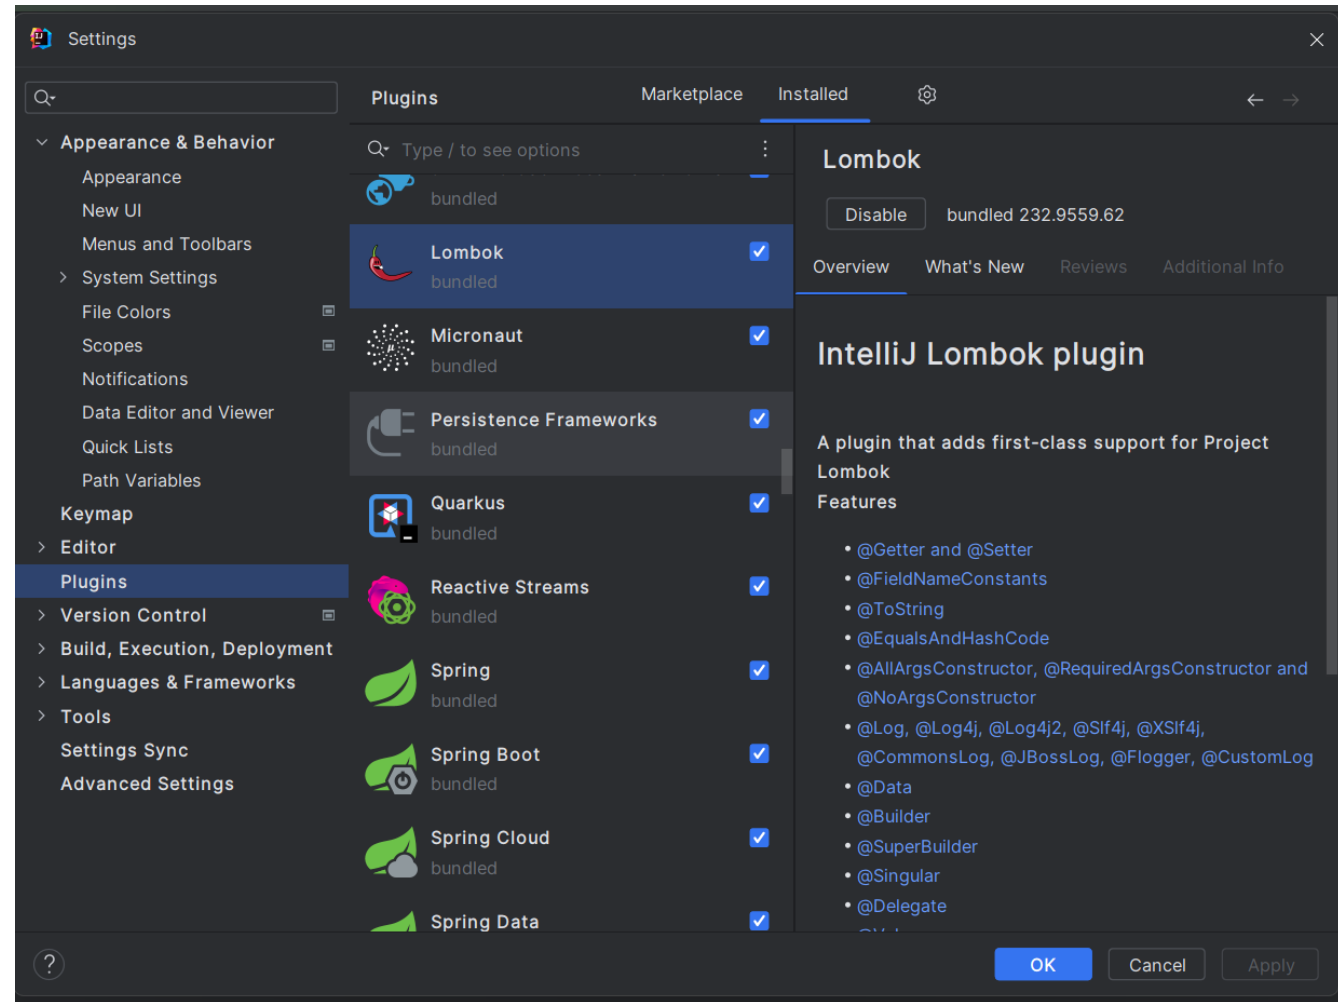 Settings
Plugins
Marketplace
Installed
Appearance & Behavior
Appearance
New UI
Menus and Toolbars
System Settings
File Colors
Scopes
Notifications
Data Editor and Viewer
Quick Lists
Path Variables
Keymap
Editor
Plugins
Version Control
Build, Execution, Deployment
Languages & Frameworks
Tools
Settings Sync
Advanced Settings
Type / to see options
bundled
Lombok
bundled
Micronaut
bundled
Persistence Frameworks
bundled
Quarkus
bundled
Reactive Streams
bundled
Spring
bundled
Spring Boot
bundled
Spring Cloud
bundled
Spring Data
Lombok
Disable
bundled 232.9559.62
Overview
What's New
Reviews
Additional Info
IntelliJ Lombok plugin
A plugin that adds first-class support for Project
Lombok
Features
• @Getter and @Setter
• @FieldNameConstants
• @ToString
• @EqualsAndHashCode
• @AllArgsConstructor, @RequiredArgsConstructor and
@NoArgsConstructor
• @Log, @Log4j, @Log4j2, @Slf4j, @XSlf4j,
@CommonsLog, @JBossLog, @Flogger, @CustomLog
• @Data
• @Builder
• @SuperBuilder
• @Singular
• @Delegate
?
OK
Cancel
Apply